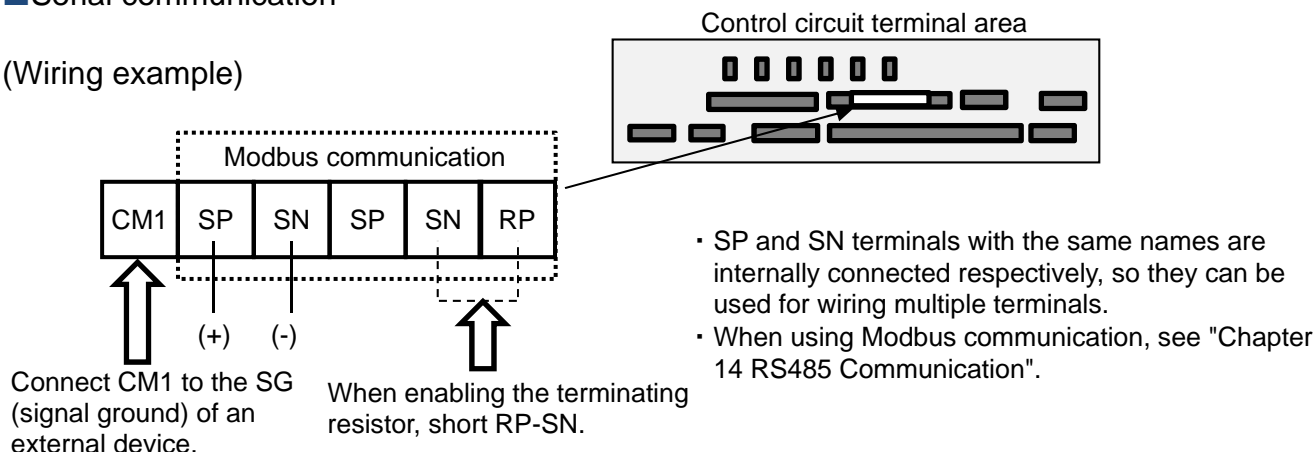 Control circuit terminal area
(Wiring example)
Modbus communication
CM1 SP SN SP SN RP
(+) (-)
Connect CM1 to the SG
(signal ground) of an
external device.
When enabling the terminating
resistor, short RP-SN.
・SP and SN terminals with the same names are
internally connected respectively, so they can be
used for wiring multiple terminals.
・When using Modbus communication, see "Chapter
14 RS485 Communication".